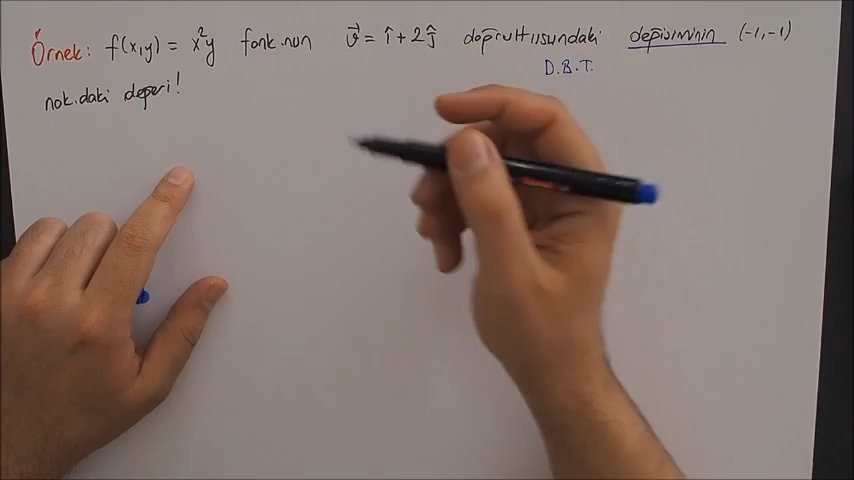 Örnek: f(x,y) = x²y fonk.nun v⃗ = î + 2ĵ doğrultusundaki değişiminin (-1,-1)
D.B.T.
nok.daki değeri!